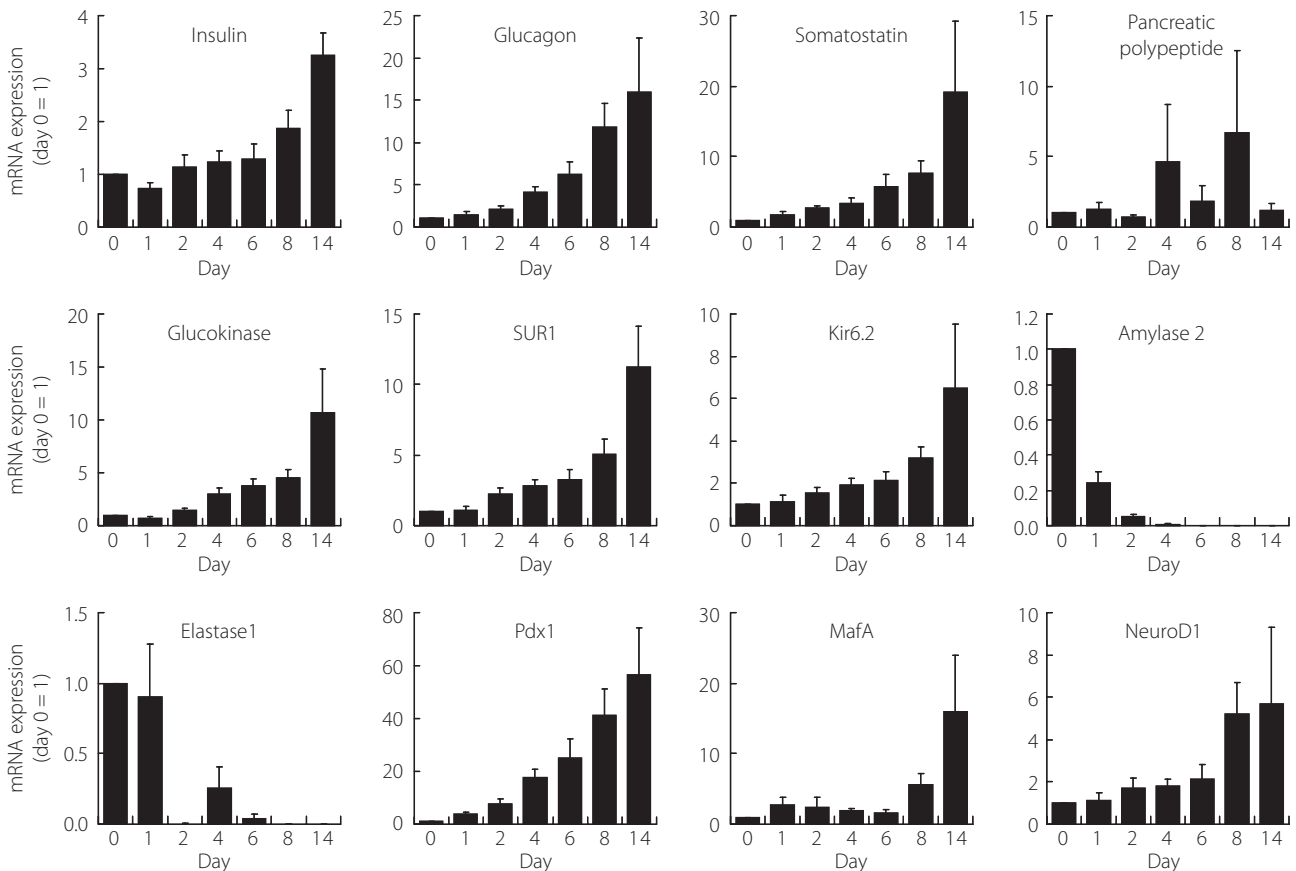 mRNA expression
(day 0 = 1)
Insulin
4
3
2
1
0
0 1 2 4 6 8 14
Day
Glucagon
25
20
15
10
5
0
0 1 2 4 6 8 14
Day
Somatostatin
30
20
10
0
0 1 2 4 6 8 14
Day
Pancreatic
polypeptide
15
10
5
0
0 1 2 4 6 8 14
Day
mRNA expression
(day 0 = 1)
Glucokinase
20
15
10
5
0
0 1 2 4 6 8 14
Day
SUR1
15
10
5
0
0 1 2 4 6 8 14
Day
Kir6.2
10
8
6
4
2
0
0 1 2 4 6 8 14
Day
Amylase 2
1.2
1.0
0.8
0.6
0.4
0.2
0.0
0 1 2 4 6 8 14
Day
mRNA expression
(day 0 = 1)
Elastase1
1.5
1.0
0.5
0.0
0 1 2 4 6 8 14
Day
Pdx1
80
60
40
20
0
0 1 2 4 6 8 14
Day
MafA
30
20
10
0
0 1 2 4 6 8 14
Day
NeuroD1
10
8
6
4
2
0
0 1 2 4 6 8 14
Day